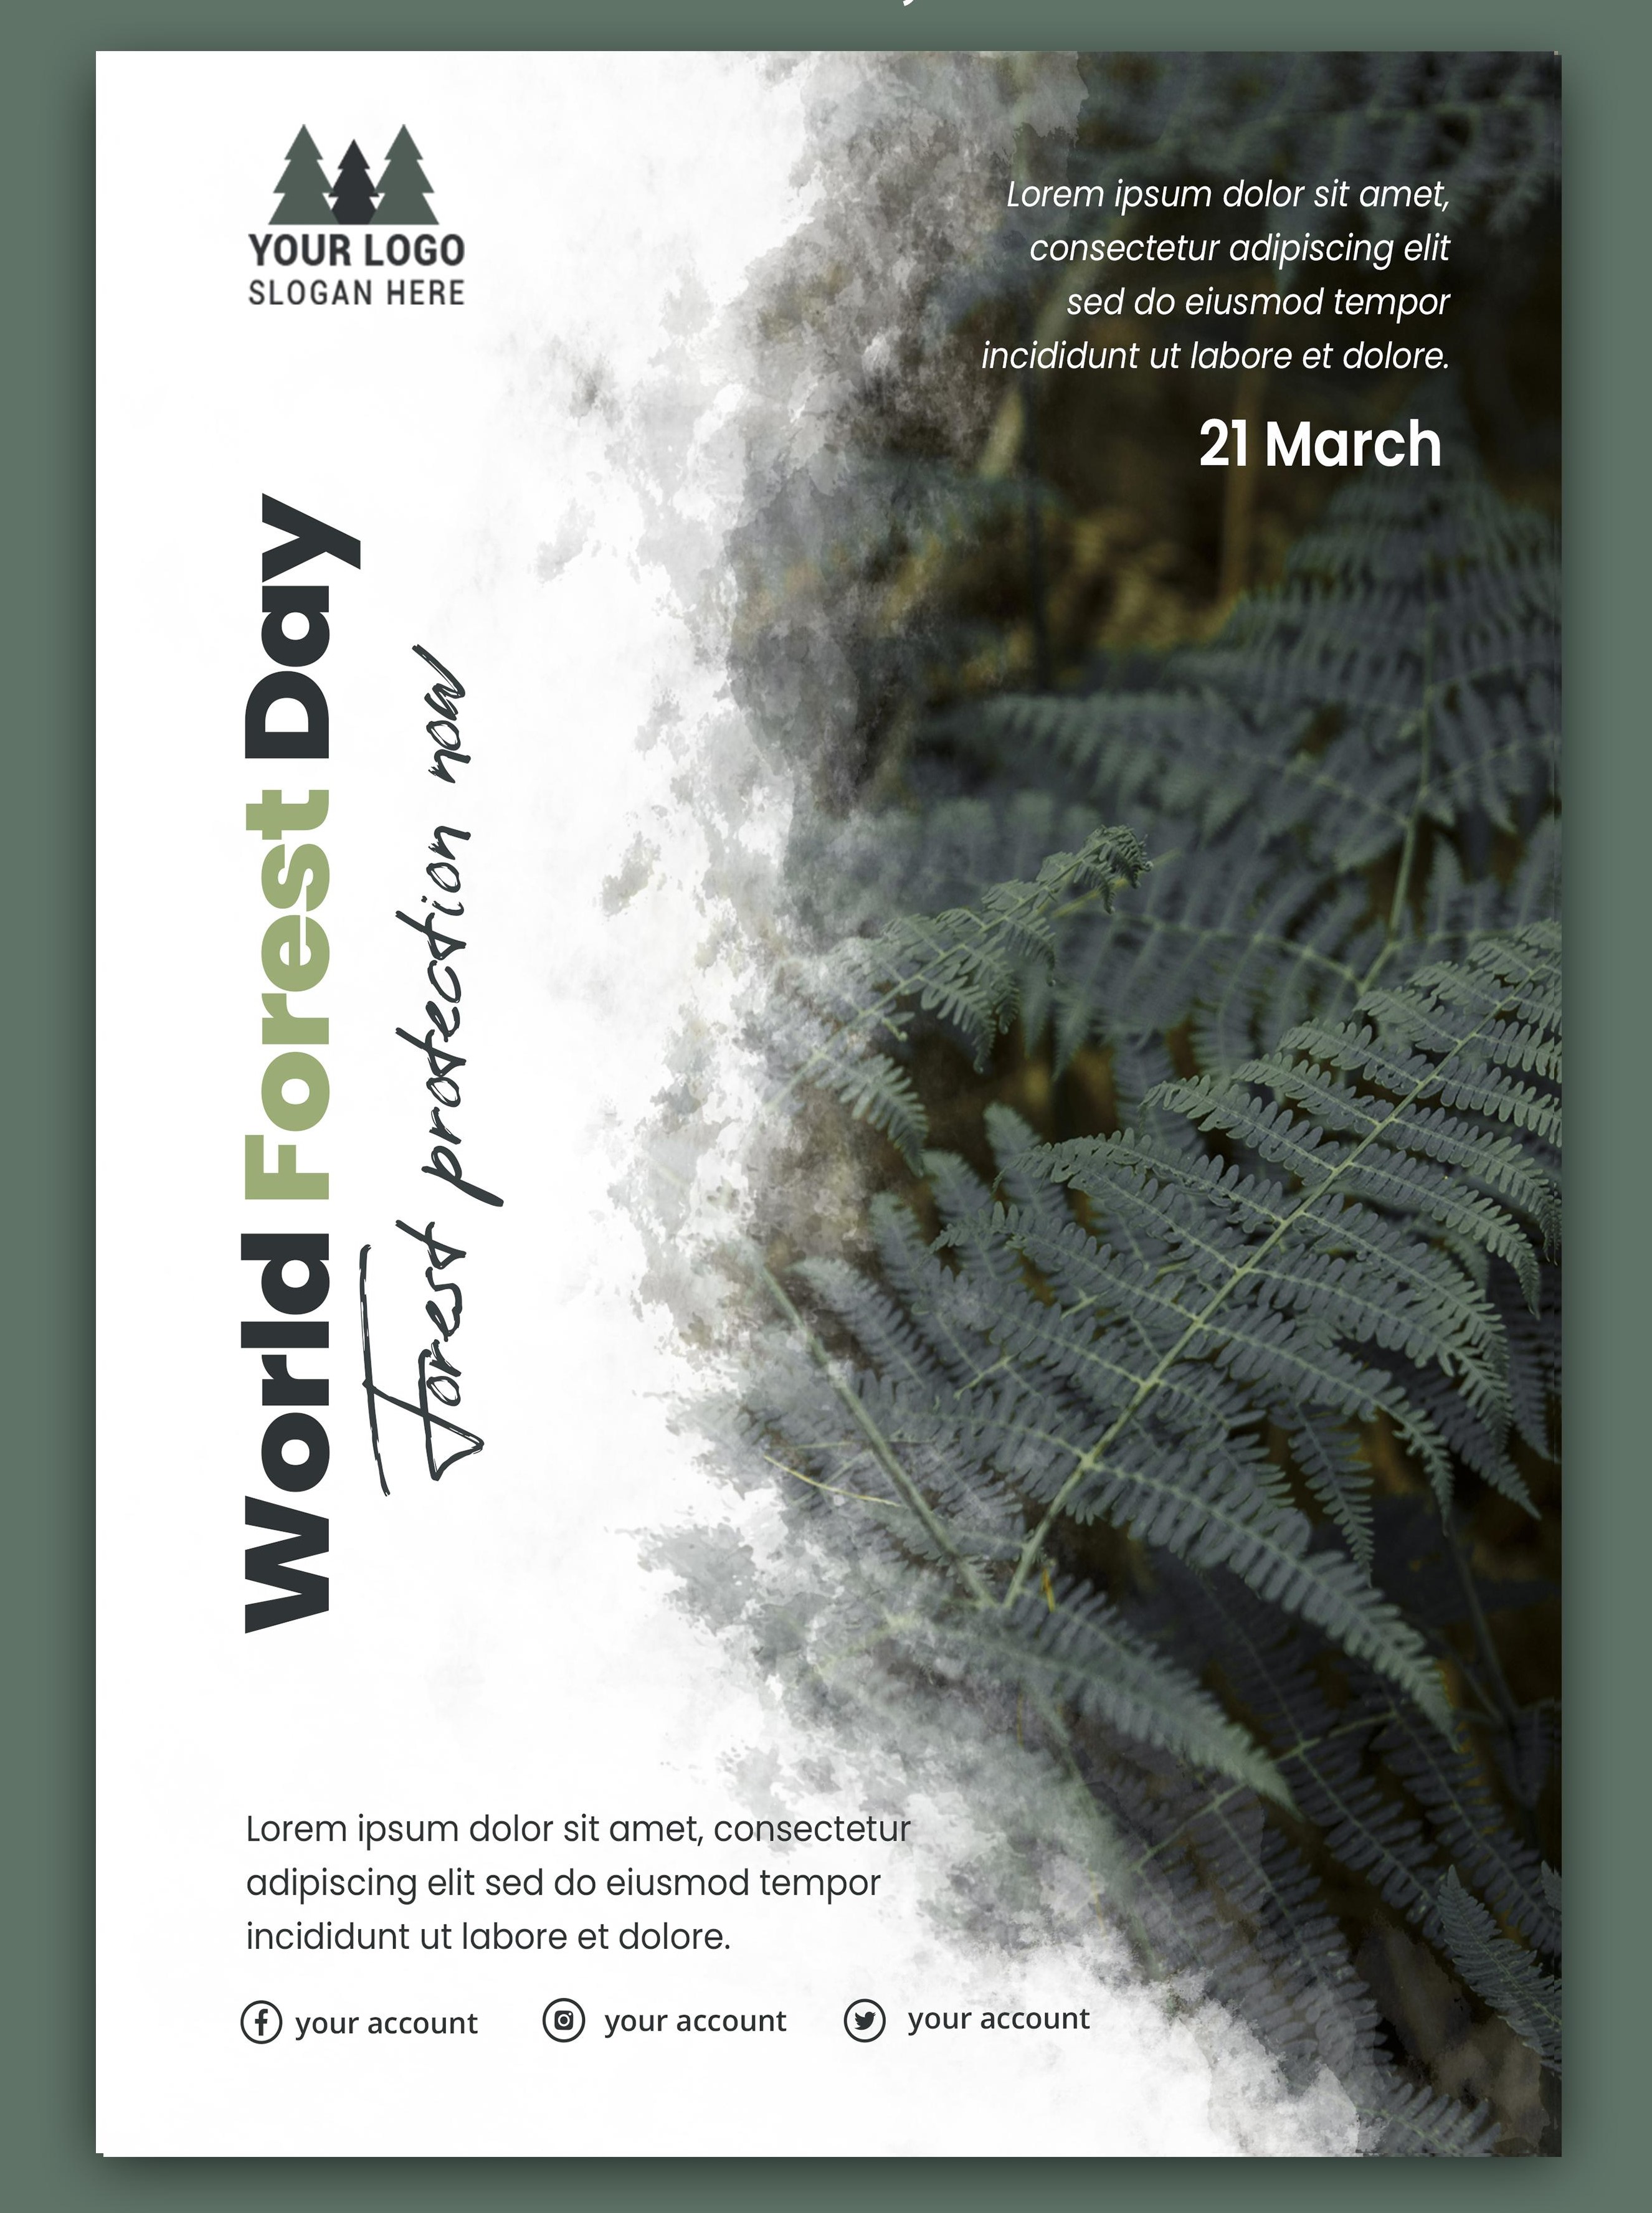 YOUR LOGO
SLOGAN HERE
Lorem ipsum dolor sit amet,
consectetur adipiscing elit
sed do eiusmod tempor
incididunt ut labore et dolore.
21 March
World Forest Day
Forest protection now
Lorem ipsum dolor sit amet, consectetur
adipiscing elit sed do eiusmod tempor
incididunt ut labore et dolore.
your account your account your account